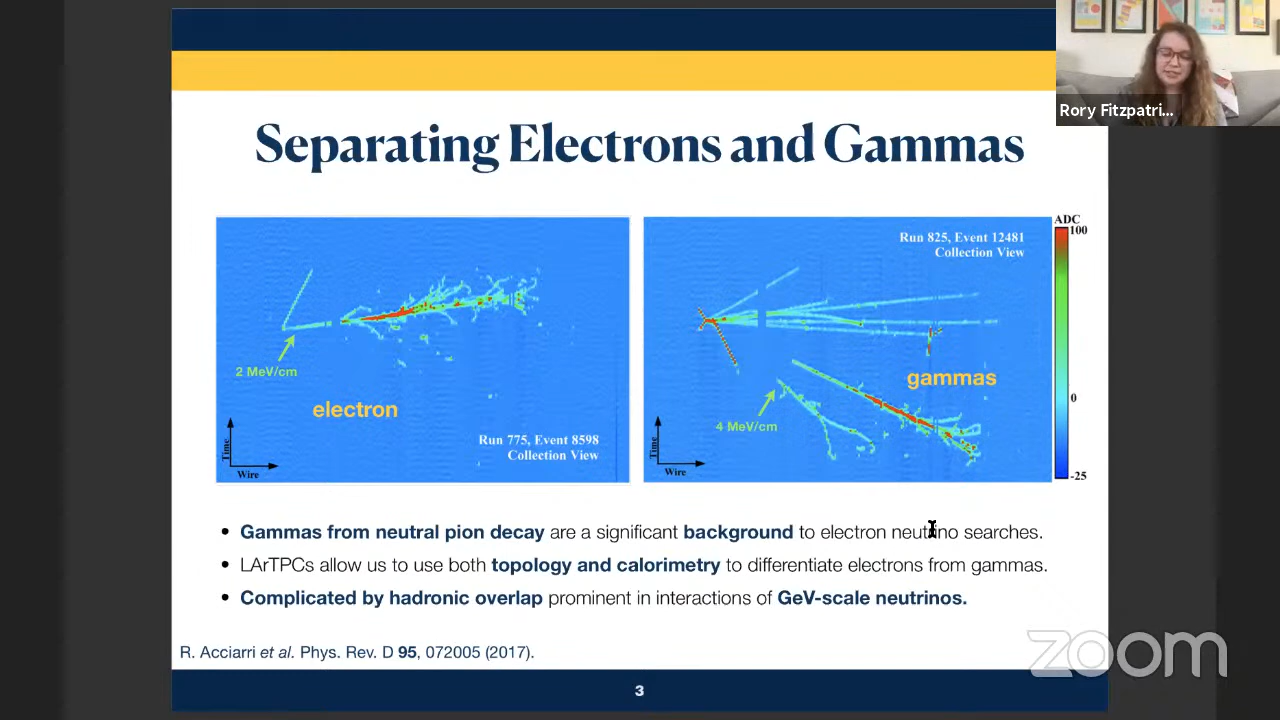 Rory Fitzpatri...
Separating Electrons and Gammas
2 MeV/cm
electron
Run 775, Event 8598
Collection View
Time
Wire
Run 825, Event 12481
Collection View
gammas
4 MeV/cm
Time
Wire
ADC
100
0
-25
• Gammas from neutral pion decay are a significant background to electron neutrino searches.
• LArTPCs allow us to use both topology and calorimetry to differentiate electrons from gammas.
• Complicated by hadronic overlap prominent in interactions of GeV-scale neutrinos.
R. Acciarri et al. Phys. Rev. D 95, 072005 (2017).
zoom
3